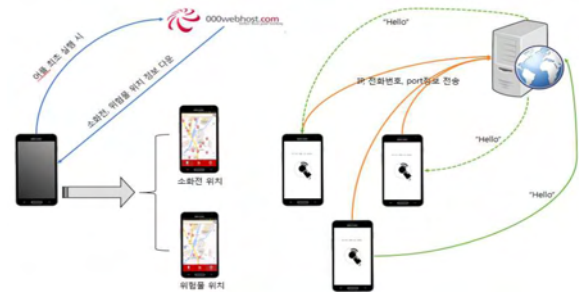 000webhost.com
어플 최초 실행 시
소화전, 위험물 위치 정보 다운
소화전 위치
위험물 위치
"Hello"
IP, 전화번호, port정보 전송
"Hello"
"Hello"